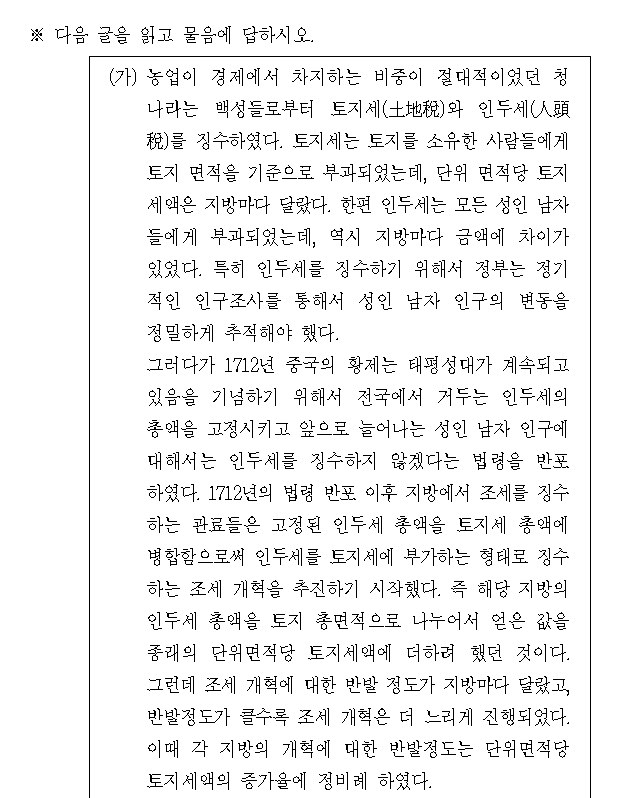 ※ 다음 글을 읽고 물음에 답하시오.
(가) 농업이 경제에서 차지하는 비중이 절대적이었던 청
나라는 백성들로부터 토지세(土地稅)와 인두세(人頭
稅)를 징수하였다. 토지세는 토지를 소유한 사람들에게
토지 면적을 기준으로 부과되었는데, 단위 면적당 토지
세액은 지방마다 달랐다. 한편 인두세는 모든 성인 남자
들에게 부과되었는데, 역시 지방마다 금액에 차이가
있었다. 특히 인두세를 징수하기 위해서 정부는 정기
적인 인구조사를 통해서 성인 남자 인구의 변동을
정밀하게 추적해야 했다.
그러다가 1712년 중국의 황제는 태평성대가 계속되고
있음을 기념하기 위해서 전국에서 거두는 인두세의
총액을 고정시키고 앞으로 늘어나는 성인 남자 인구에
대해서는 인두세를 징수하지 않겠다는 법령을 반포
하였다. 1712년의 법령 반포 이후 지방에서 조세를 징수
하는 관료들은 고정된 인두세 총액을 토지세 총액에
병합함으로써 인두세를 토지세에 부가하는 형태로 징수
하는 조세 개혁을 추진하기 시작했다. 즉 해당 지방의
인두세 총액을 토지 총면적으로 나누어서 얻은 값을
종래의 단위면적당 토지세액에 더하려 했던 것이다.
그런데 조세 개혁에 대한 반발 정도가 지방마다 달랐고,
반발정도가 클수록 조세 개혁은 더 느리게 진행되었다.
이때 각 지방의 개혁에 대한 반발정도는 단위면적당
토지세액의 증가율에 정비례 하였다.